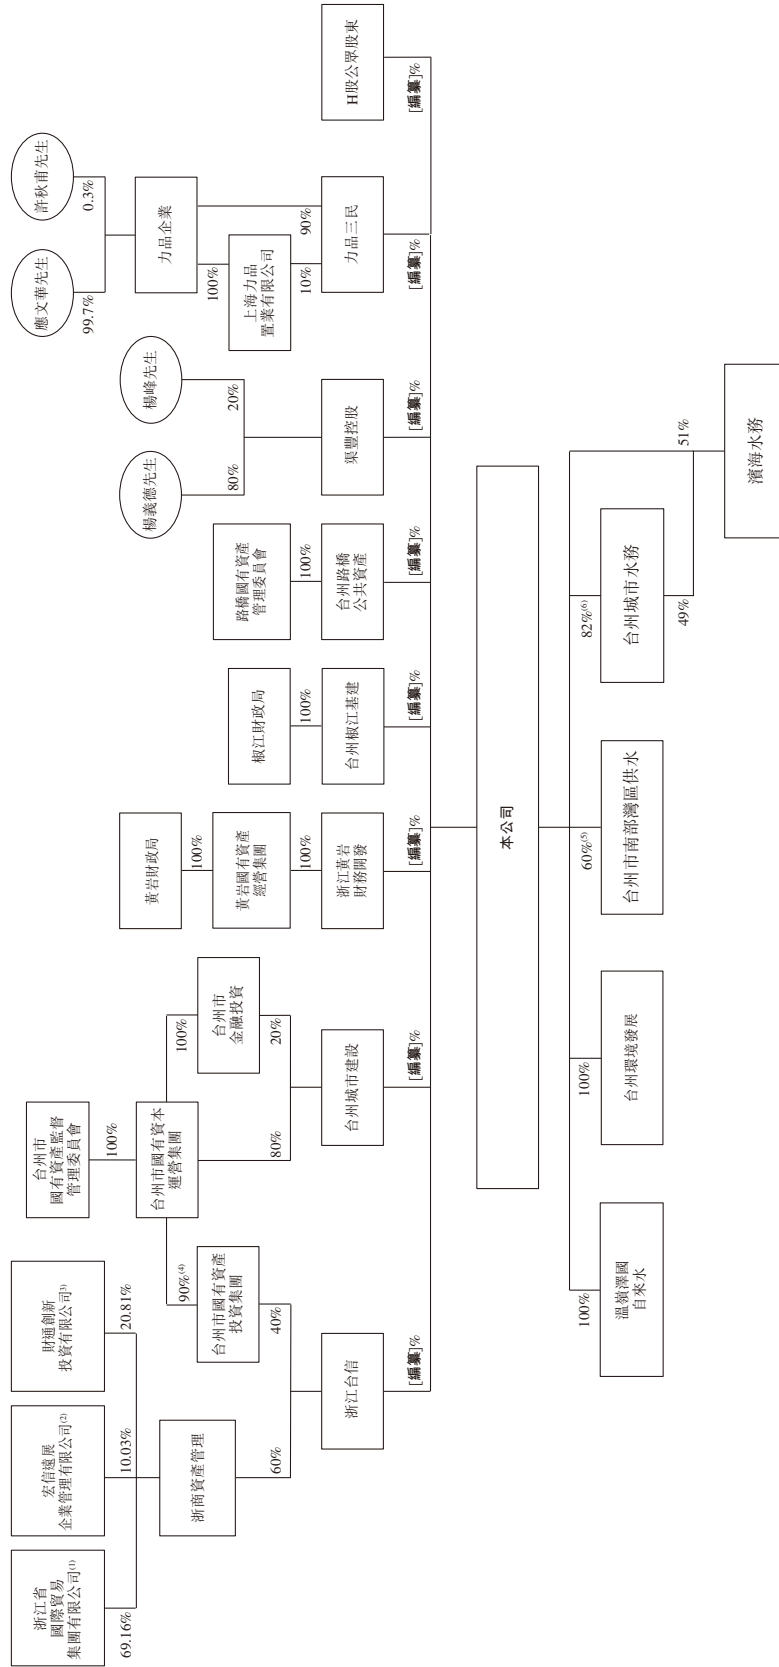 浙江省
國際貿易
集團有限公司(1)
宏信遠展
企業管理有限公司(2)
財通創新
投資有限公司(3)
台州市
國有資產監督
管理委員會
69.16%
10.03%
20.81%
100%
浙商資產管理
台州市國有資本
運營集團
90%(4)
100%
台州市國有資產
投資集團
台州市
金融投資
60%
40%
80%
20%
浙江台信
台州城市建設
黃岩財政局
100%
黃岩國有資產
經營集團
100%
浙江黃岩
財務開發
椒江財政局
100%
台州椒江基建
路橋國有資產
管理委員會
100%
台州路橋
公共資產
楊義德先生
楊峰先生
80%
20%
渠豐控股
應文華先生
許秋甫先生
99.7%
0.3%
力品企業
100%
上海力品
置業有限公司
10%
90%
力品三民
H股公眾股東
[編纂]%
[編纂]%
[編纂]%
[編纂]%
[編纂]%
[編纂]%
[編纂]%
[編纂]%
本公司
100%
100%
60%(5)
82%(6)
溫嶺澤國
自來水
台州環境發展
台州市南部灣區供水
台州城市水務
49%
51%
濱海水務